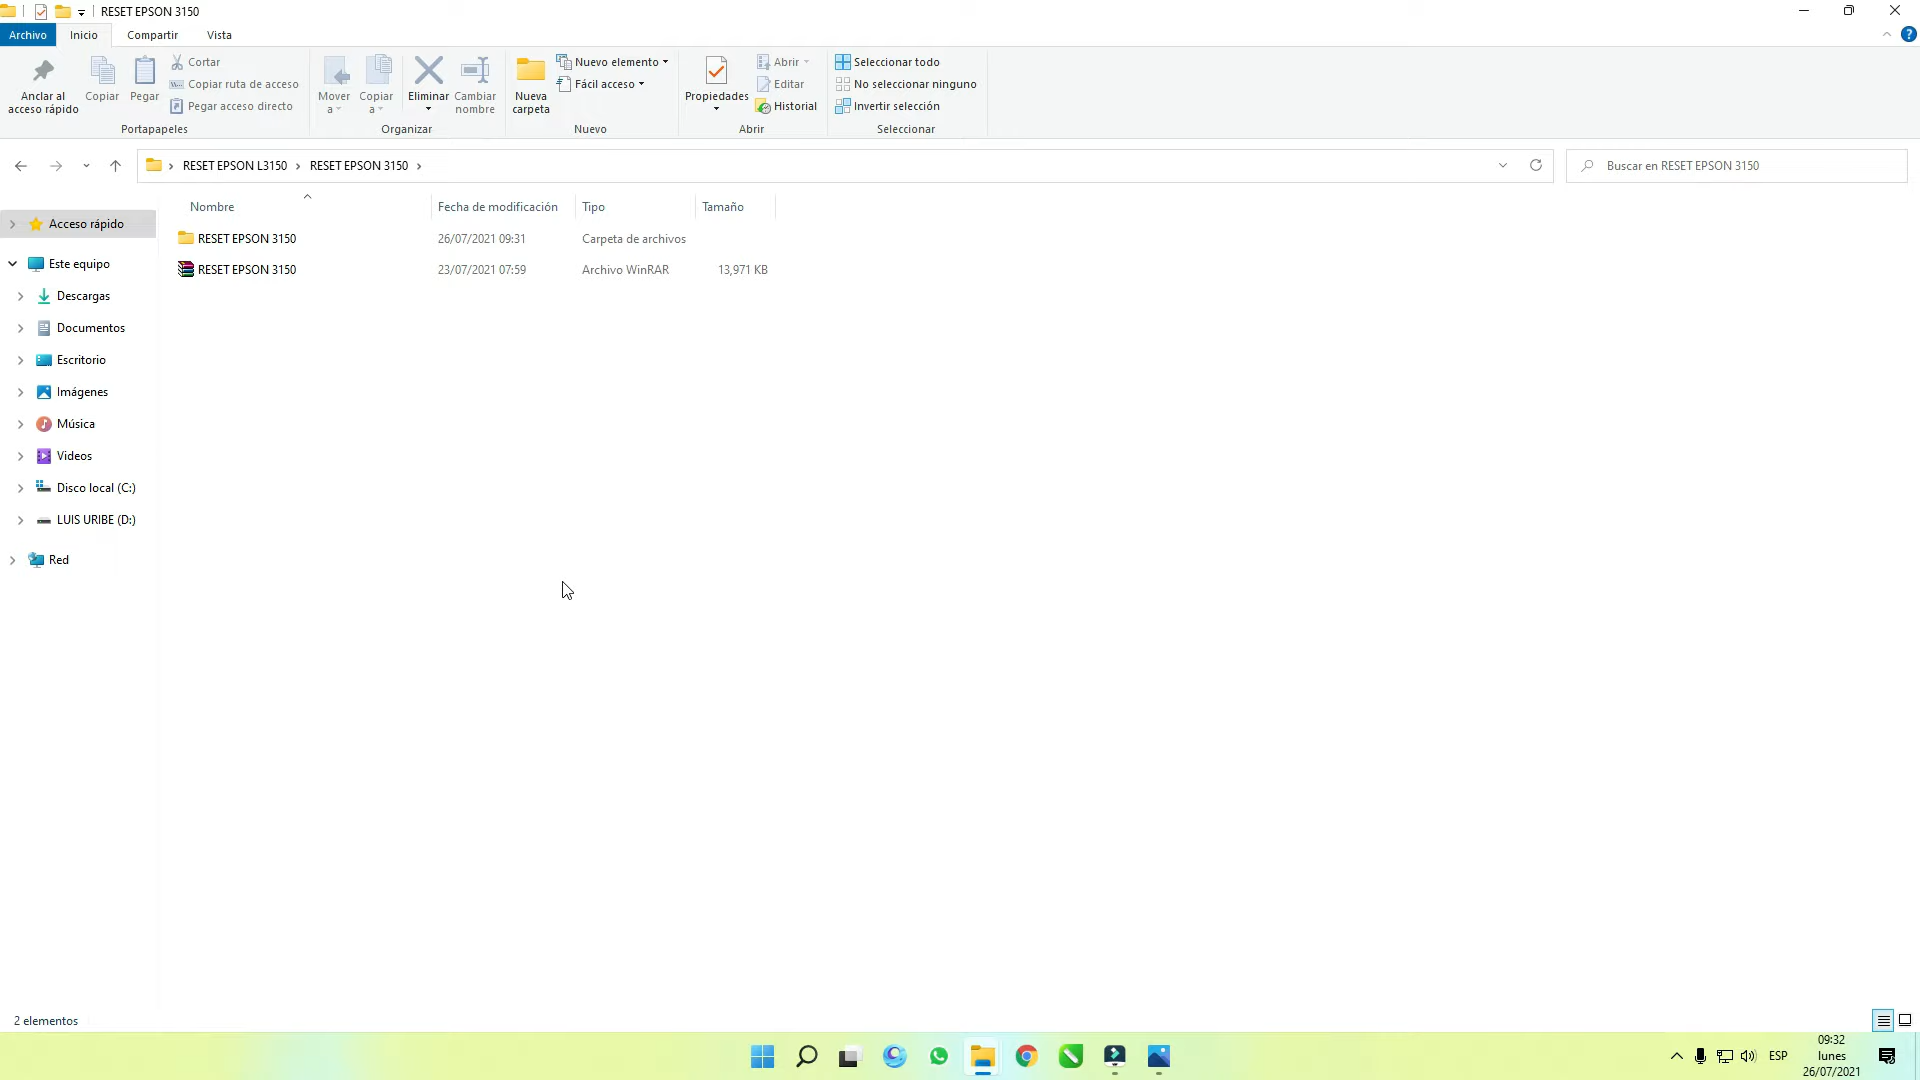 RESET EPSON 3150
Archivo Inicio Compartir Vista
Anclar al acceso rápido
Copiar
Pegar
Cortar
Copiar ruta de acceso
Pegar acceso directo
Portapapeles
Mover a
Copiar a
Eliminar
Cambiar nombre
Organizar
Nueva carpeta
Nuevo elemento
Fácil acceso
Nuevo
Propiedades
Abrir
Editar
Historial
Abrir
Seleccionar todo
No seleccionar ninguno
Invertir selección
Seleccionar
RESET EPSON L3150 › RESET EPSON 3150 ›
Buscar en RESET EPSON 3150
Nombre Fecha de modificación Tipo Tamaño
RESET EPSON 3150 26/07/2021 09:31 Carpeta de archivos
RESET EPSON 3150 23/07/2021 07:59 Archivo WinRAR 13,971 KB
Acceso rápido
Este equipo
Descargas
Documentos
Escritorio
Imágenes
Música
Videos
Disco local (C:)
LUIS URIBE (D:)
Red
2 elementos
ESP
09:32
lunes
26/07/2021